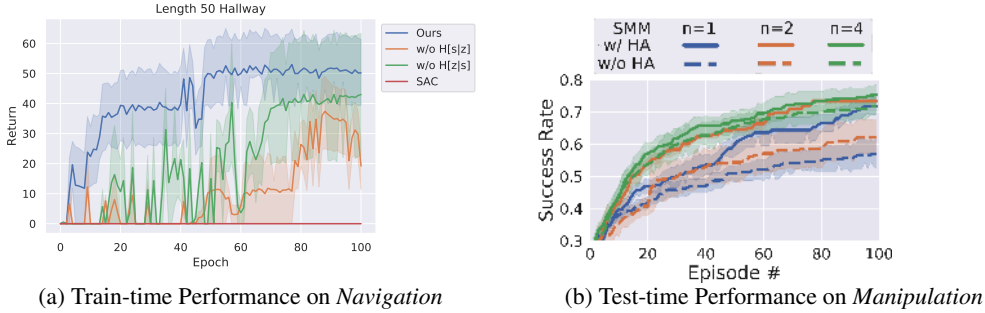 Length 50 Hallway
Return
60
50
40
30
20
10
0
0 20 40 60 80 100
Epoch
Ours
w/o H[s|z]
w/o H[z|s]
SAC
(a) Train-time Performance on Navigation
SMM n=1 n=2 n=4
w/ HA
w/o HA
Success Rate
0.8
0.7
0.6
0.5
0.4
0.3
0 20 40 60 80 100
Episode #
(b) Test-time Performance on Manipulation